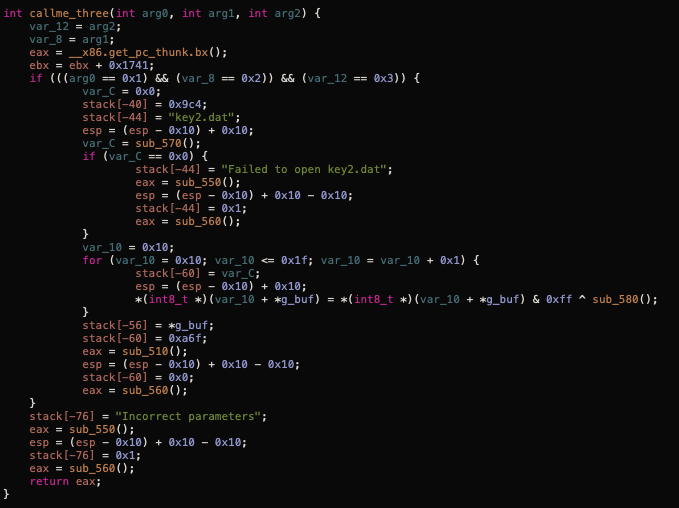 int callme_three(int arg0, int arg1, int arg2) {
    var_12 = arg2;
    var_8 = arg1;
    eax = __x86.get_pc_thunk.bx();
    ebx = ebx + 0x1741;
    if (((arg0 == 0x1) && (var_8 == 0x2)) && (var_12 == 0x3)) {
            var_C = 0x0;
            stack[-40] = 0x9c4;
            stack[-44] = "key2.dat";
            esp = (esp - 0x10) + 0x10;
            var_C = sub_570();
            if (var_C == 0x0) {
                    stack[-44] = "Failed to open key2.dat";
                    eax = sub_550();
                    esp = (esp - 0x10) + 0x10 - 0x10;
                    stack[-44] = 0x1;
                    eax = sub_560();
            }
            var_10 = 0x10;
            for (var_10 = 0x10; var_10 <= 0x1f; var_10 = var_10 + 0x1) {
                    stack[-60] = var_C;
                    esp = (esp - 0x10) + 0x10;
                    *(int8_t *)(var_10 + *g_buf) = *(int8_t *)(var_10 + *g_buf) & 0xff ^ sub_580();
            }
            stack[-56] = *g_buf;
            stack[-60] = 0xa6f;
            eax = sub_510();
            esp = (esp - 0x10) + 0x10 - 0x10;
            stack[-60] = 0x0;
            eax = sub_560();
    }
    stack[-76] = "Incorrect parameters";
    eax = sub_550();
    esp = (esp - 0x10) + 0x10 - 0x10;
    stack[-76] = 0x1;
    eax = sub_560();
    return eax;
}